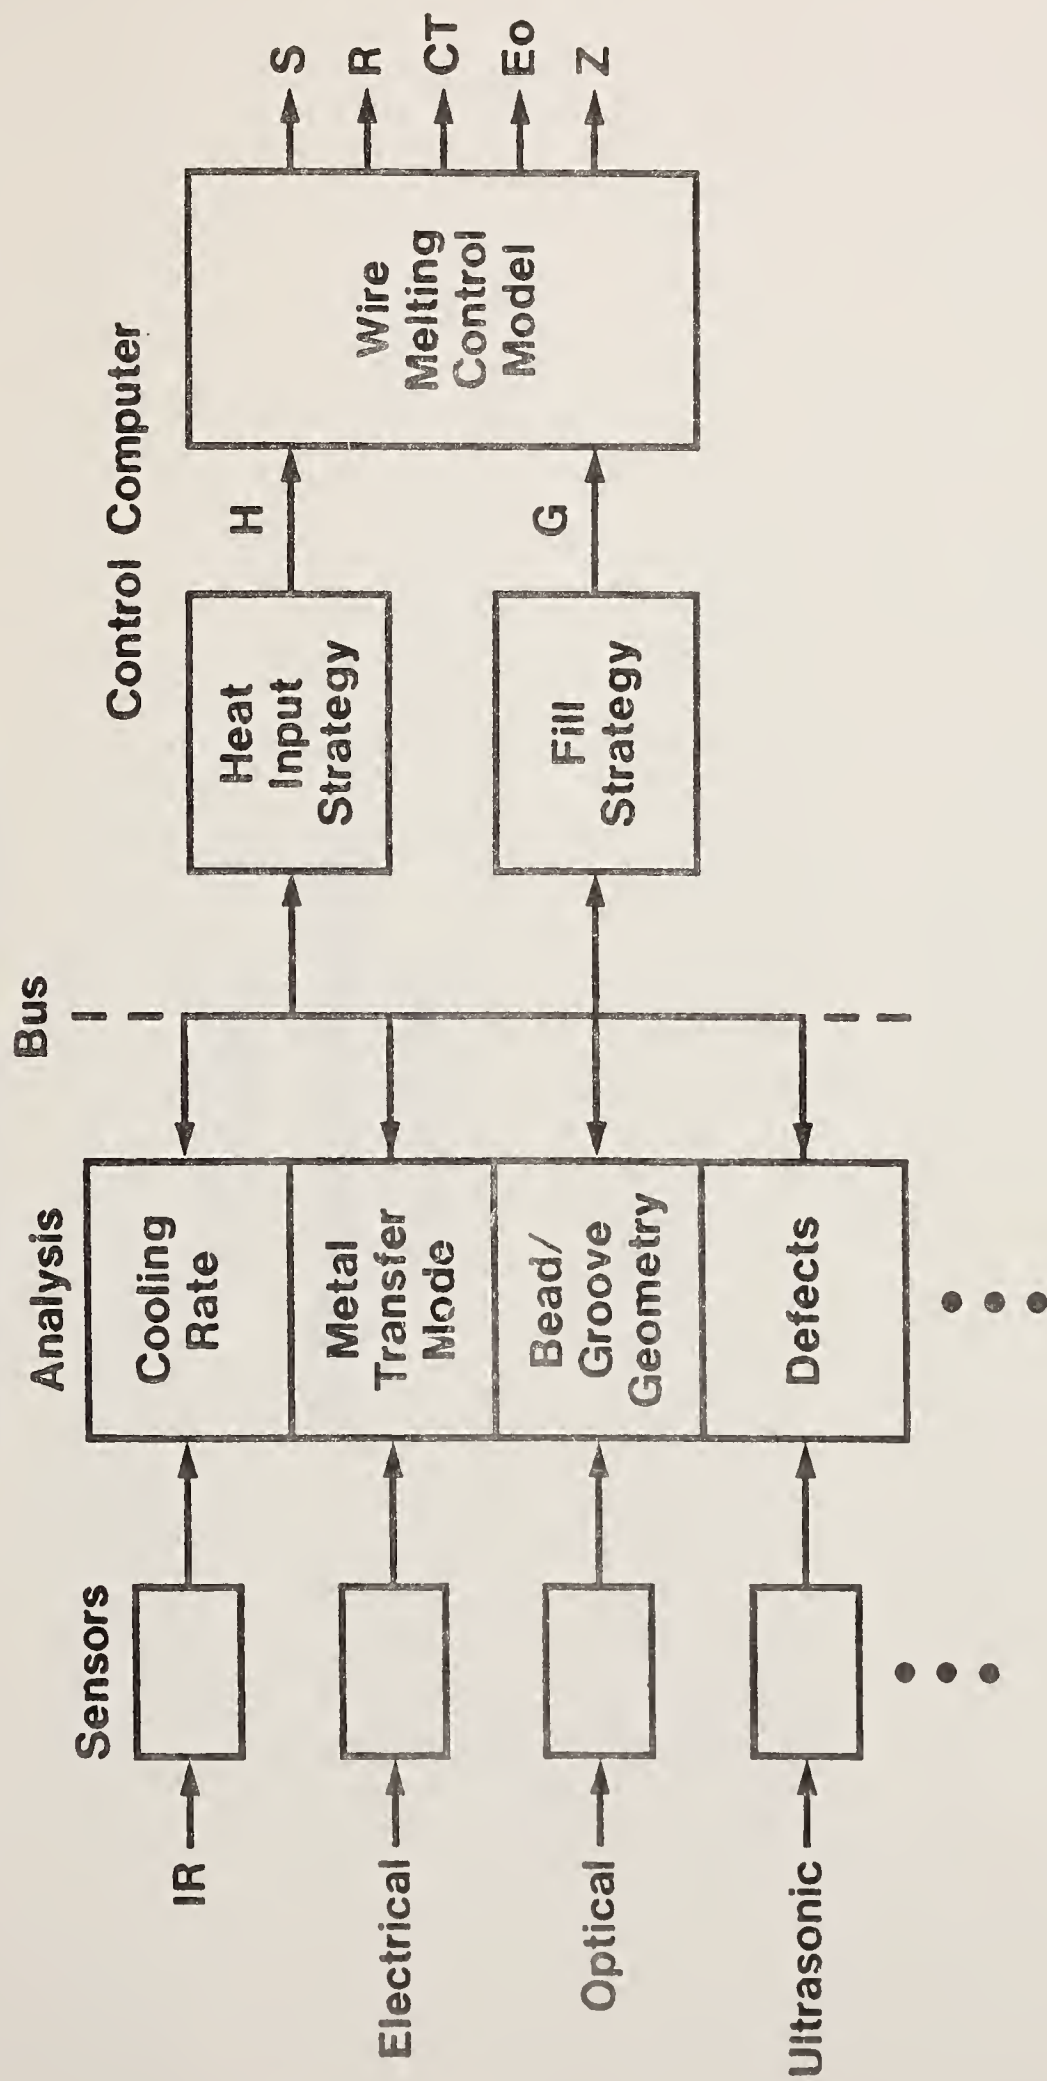 Control Computer
Bus
Analysis
Sensors
IR
Electrical
Optical
Ultrasonic
Cooling
Rate
Metal
Transfer
Mode
Bead/
Groove
Geometry
Defects
Heat
Input
Strategy
Fill
Strategy
H
G
Wire
Melting
Control
Model
S
R
CT
Eo
Z